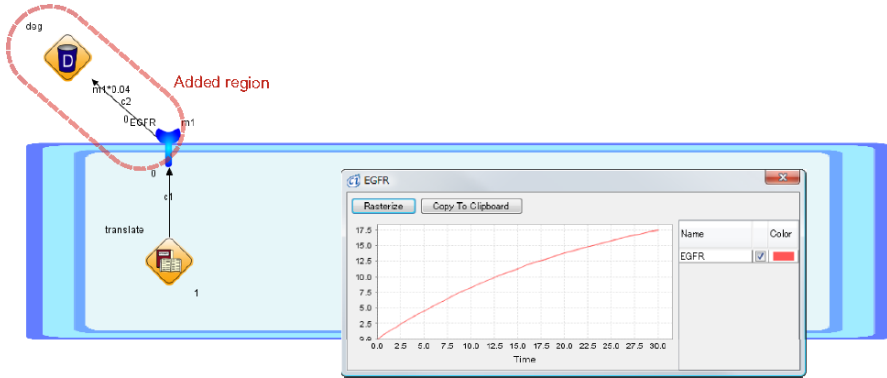 deg
D
Added region
m1*0.04
c2
0
EGFR
m1
0
c1
translate
1
EGFR
Rasterize
Copy To Clipboard
17.5
15.0
12.5
10.0
7.5
5.0
2.5
0.0
0.0 2.5 5.0 7.5 10.0 12.5 15.0 17.5 20.0 22.5 25.0 27.5 30.0
Time
Name Color
EGFR